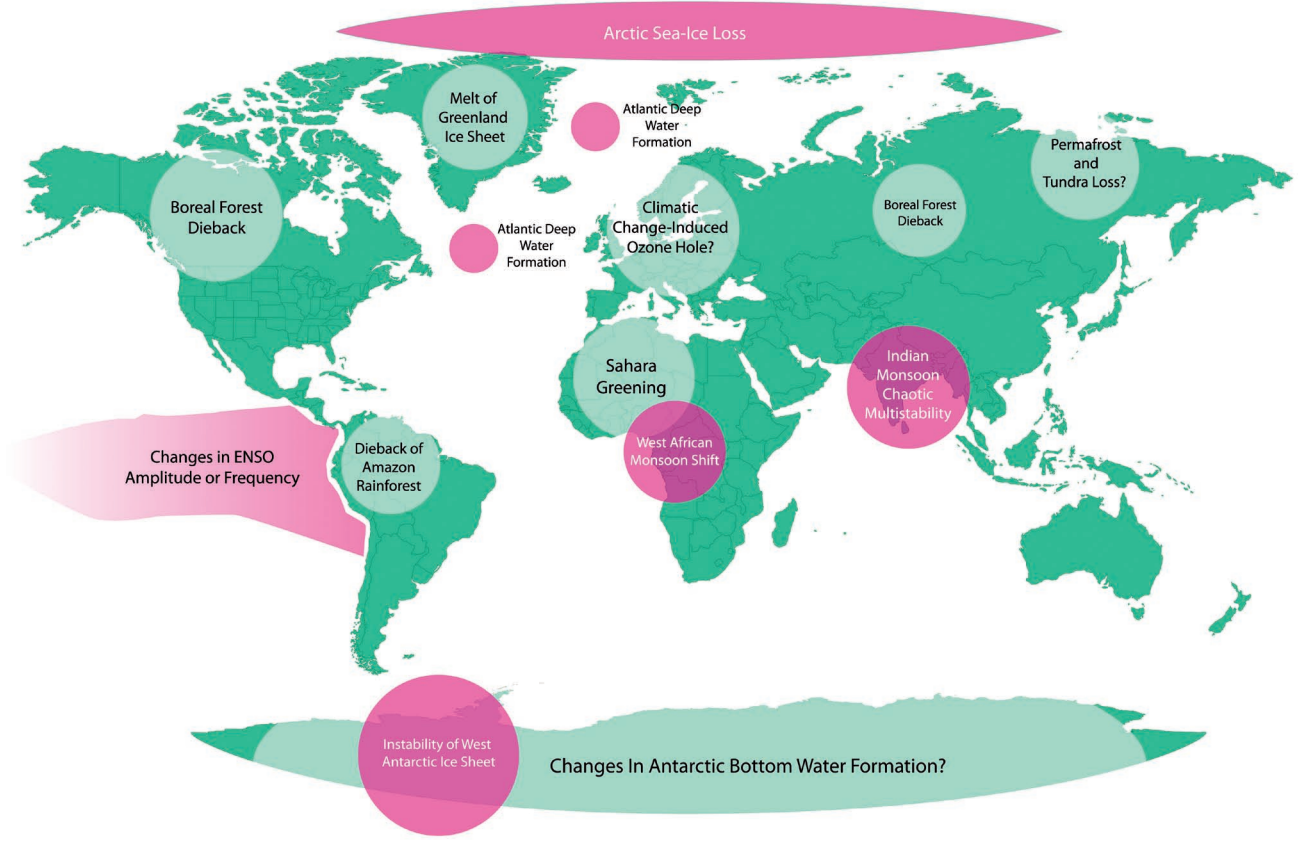 Arctic Sea-Ice Loss
Melt of
Greenland
Ice Sheet
Atlantic Deep
Water
Formation
Permafrost
and
Tundra Loss?
Boreal Forest
Dieback
Atlantic Deep
Water
Formation
Climatic
Change-Induced
Ozone Hole?
Boreal Forest
Dieback
Sahara
Greening
Indian
Monsoon
Chaotic
Multistability
Changes in ENSO
Amplitude or Frequency
Dieback of
Amazon
Rainforest
West African
Monsoon Shift
Instability of West
Antarctic Ice Sheet
Changes In Antarctic Bottom Water Formation?